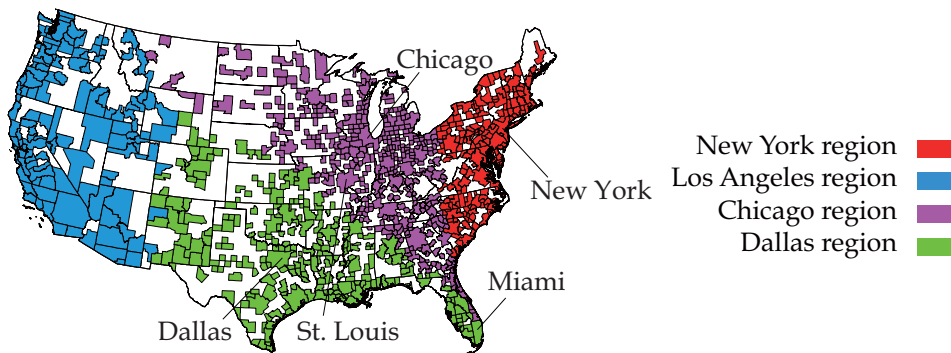 Chicago
New York
Miami
Dallas
St. Louis
New York region
Los Angeles region
Chicago region
Dallas region